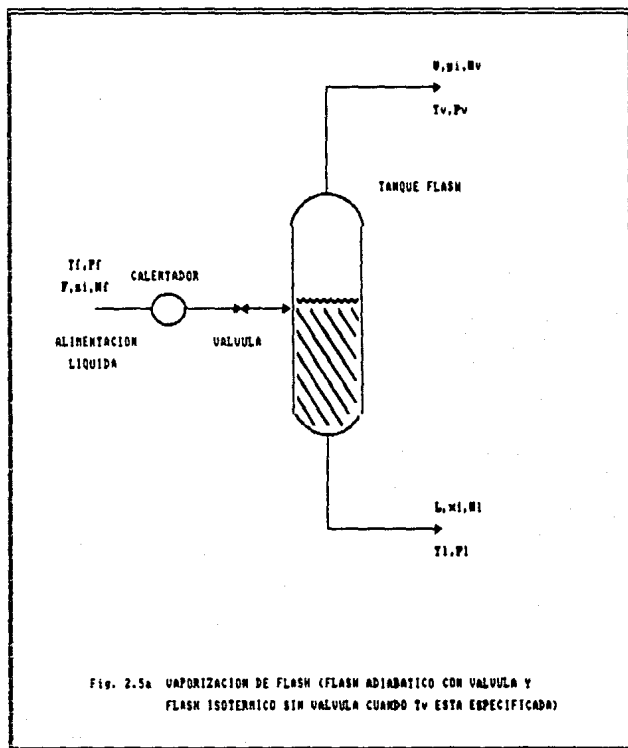 V,yi,Hv
Tv,Pv
TANQUE FLASH
Tf,Pf
F,zi,Hf
CALENTADOR
ALIMENTACION
LIQUIDA
VALVULA
L,xi,Hl
Tl,Pl
Fig. 2.5a VAPORIZACION DE FLASH (FLASH ADIABATICO CON VALVULA Y
FLASH ISOTERMICO SIN VALVULA CUANDO Tv ESTA ESPECIFICADA)